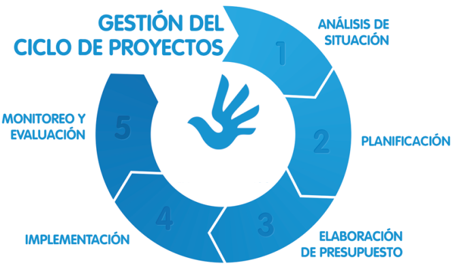 GESTIÓN DEL
CICLO DE PROYECTOS
1
ANÁLISIS DE
SITUACIÓN
2
PLANIFICACIÓN
3
ELABORACIÓN
DE PRESUPUESTO
4
IMPLEMENTACIÓN
5
MONITOREO Y
EVALUACIÓN